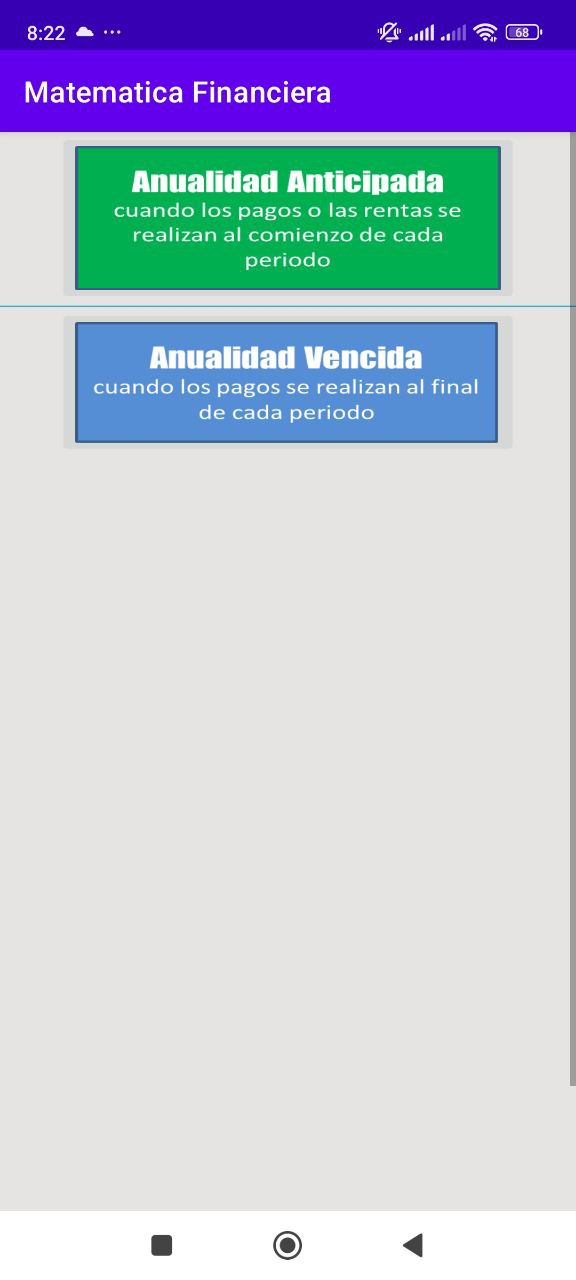 8:22
68
Matematica Financiera
Anualidad Anticipada
cuando los pagos o las rentas se
realizan al comienzo de cada
periodo
Anualidad Vencida
cuando los pagos se realizan al final
de cada periodo